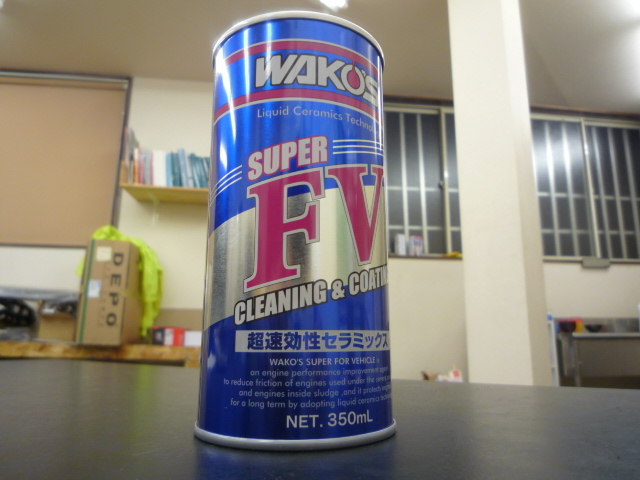 WAKO'S
Liquid Ceramics Techno
SUPER
FV
CLEANING & COATIN
超速効性セラミックス
WAKO'S SUPER FOR VEHICLE is
an engine performance improvement agent
to reduce friction of engines used under the
and engines inside sludge ,and it protects
for a long term by adopting liquid ceramics
NET. 350mL
DEPO